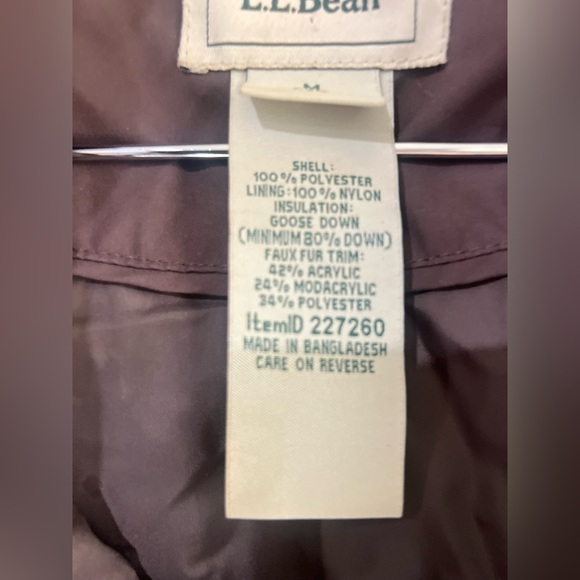 L.L.Bean
M
SHELL:
100% POLYESTER
LINING:100% NYLON
INSULATION:
GOOSE DOWN
(MINIMUM 80% DOWN)
FAUX FUR TRIM:
42% ACRYLIC
24% MODACRYLIC
34% POLYESTER
ItemID 227260
MADE IN BANGLADESH
CARE ON REVERSE